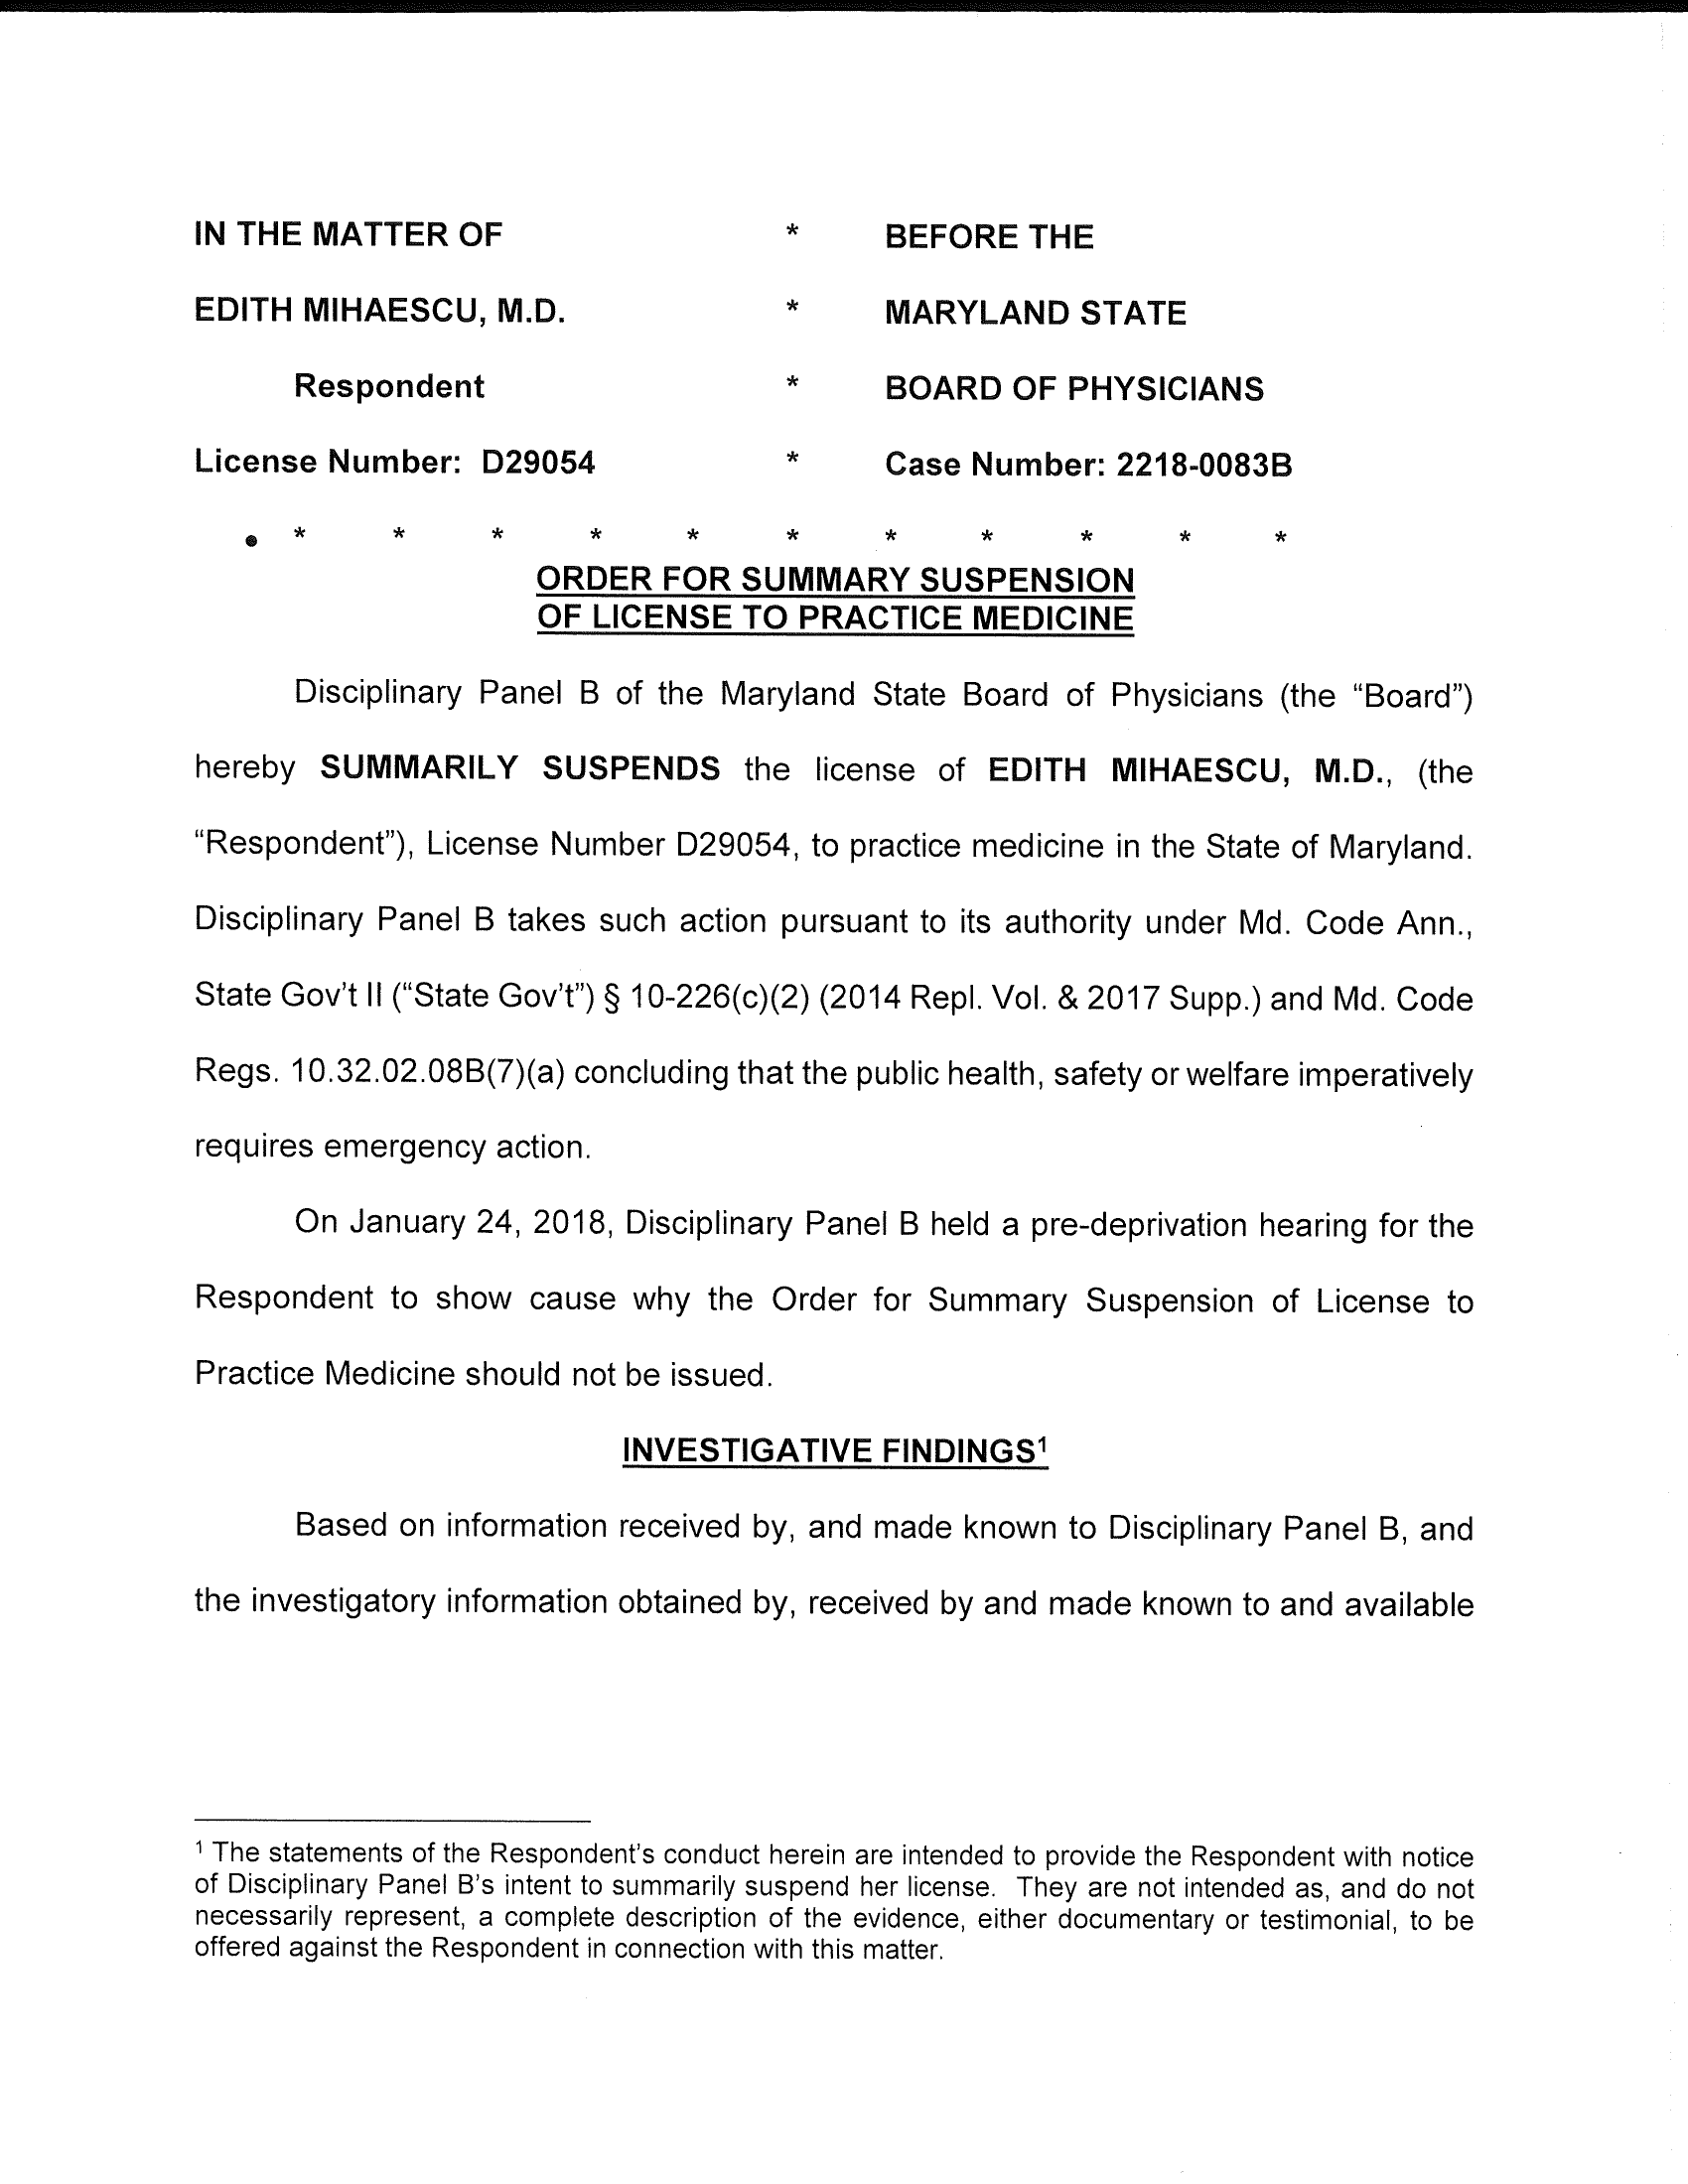 IN THE MATTER OF * BEFORE THE
EDITH MIHAESCU, M.D. * MARYLAND STATE
Respondent * BOARD OF PHYSICIANS
License Number: D29054 * Case Number: 2218-0083B
• * * * * * * * * * * *
ORDER FOR SUMMARY SUSPENSION
OF LICENSE TO PRACTICE MEDICINE
Disciplinary Panel B of the Maryland State Board of Physicians (the “Board”)
hereby SUMMARILY SUSPENDS the license of EDITH MIHAESCU, M.D., (the
“Respondent”), License Number D29054, to practice medicine in the State of Maryland.
Disciplinary Panel B takes such action pursuant to its authority under Md. Code Ann.,
State Gov’t II (“State Gov’t”) § 10-226(c)(2) (2014 Repl. Vol. & 2017 Supp.) and Md. Code
Regs. 10.32.02.08B(7)(a) concluding that the public health, safety or welfare imperatively
requires emergency action.
On January 24, 2018, Disciplinary Panel B held a pre-deprivation hearing for the
Respondent to show cause why the Order for Summary Suspension of License to
Practice Medicine should not be issued.
INVESTIGATIVE FINDINGS¹
Based on information received by, and made known to Disciplinary Panel B, and
the investigatory information obtained by, received by and made known to and available
¹ The statements of the Respondent’s conduct herein are intended to provide the Respondent with notice
of Disciplinary Panel B’s intent to summarily suspend her license. They are not intended as, and do not
necessarily represent, a complete description of the evidence, either documentary or testimonial, to be
offered against the Respondent in connection with this matter.